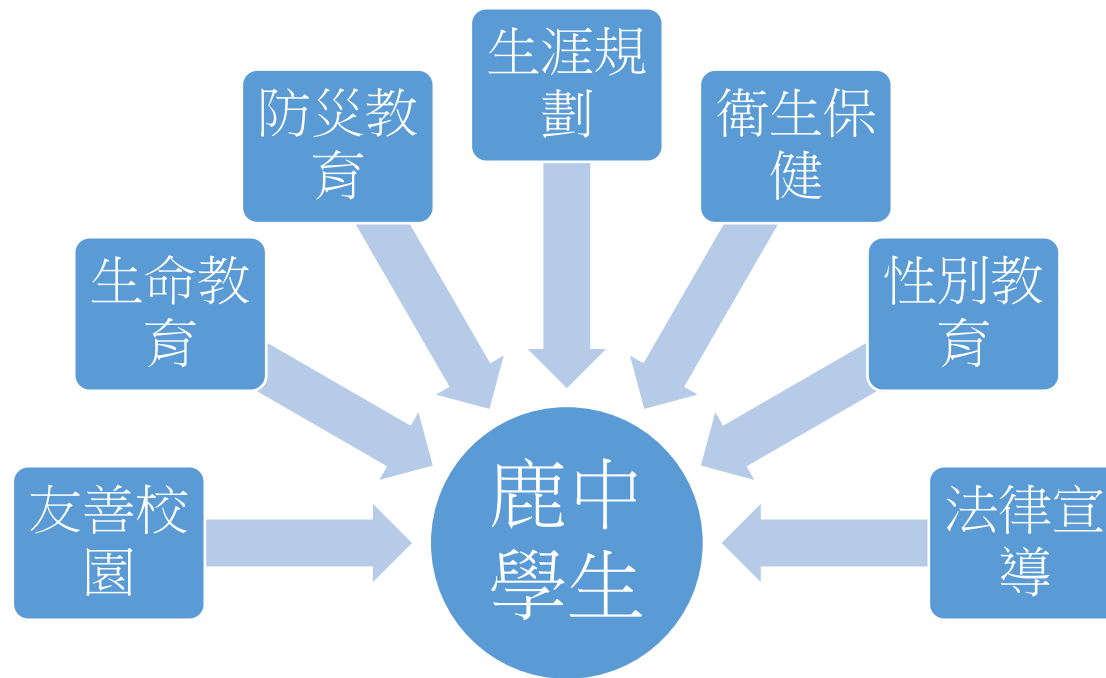 生涯規
劃
防災教
育
衛生保
健
生命教
育
性別教
育
友善校
園
鹿中
學生
法律宣
導